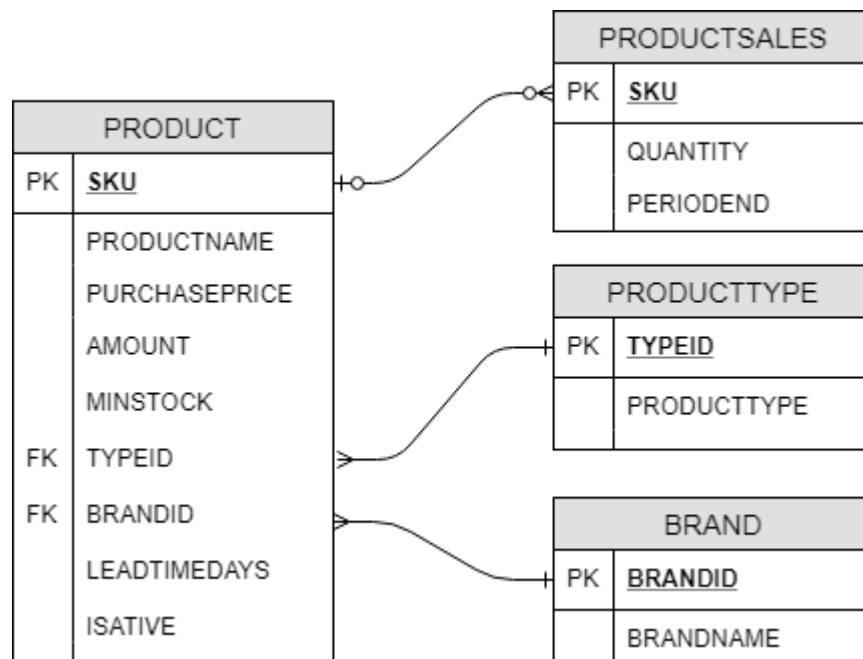 PRODUCT
PK SKU
PRODUCTNAME
PURCHASEPRICE
AMOUNT
MINSTOCK
FK TYPEID
FK BRANDID
LEADTIMEDAYS
ISATIVE
PRODUCTSALES
PK SKU
QUANTITY
PERIODEND
PRODUCTTYPE
PK TYPEID
PRODUCTTYPE
BRAND
PK BRANDID
BRANDNAME